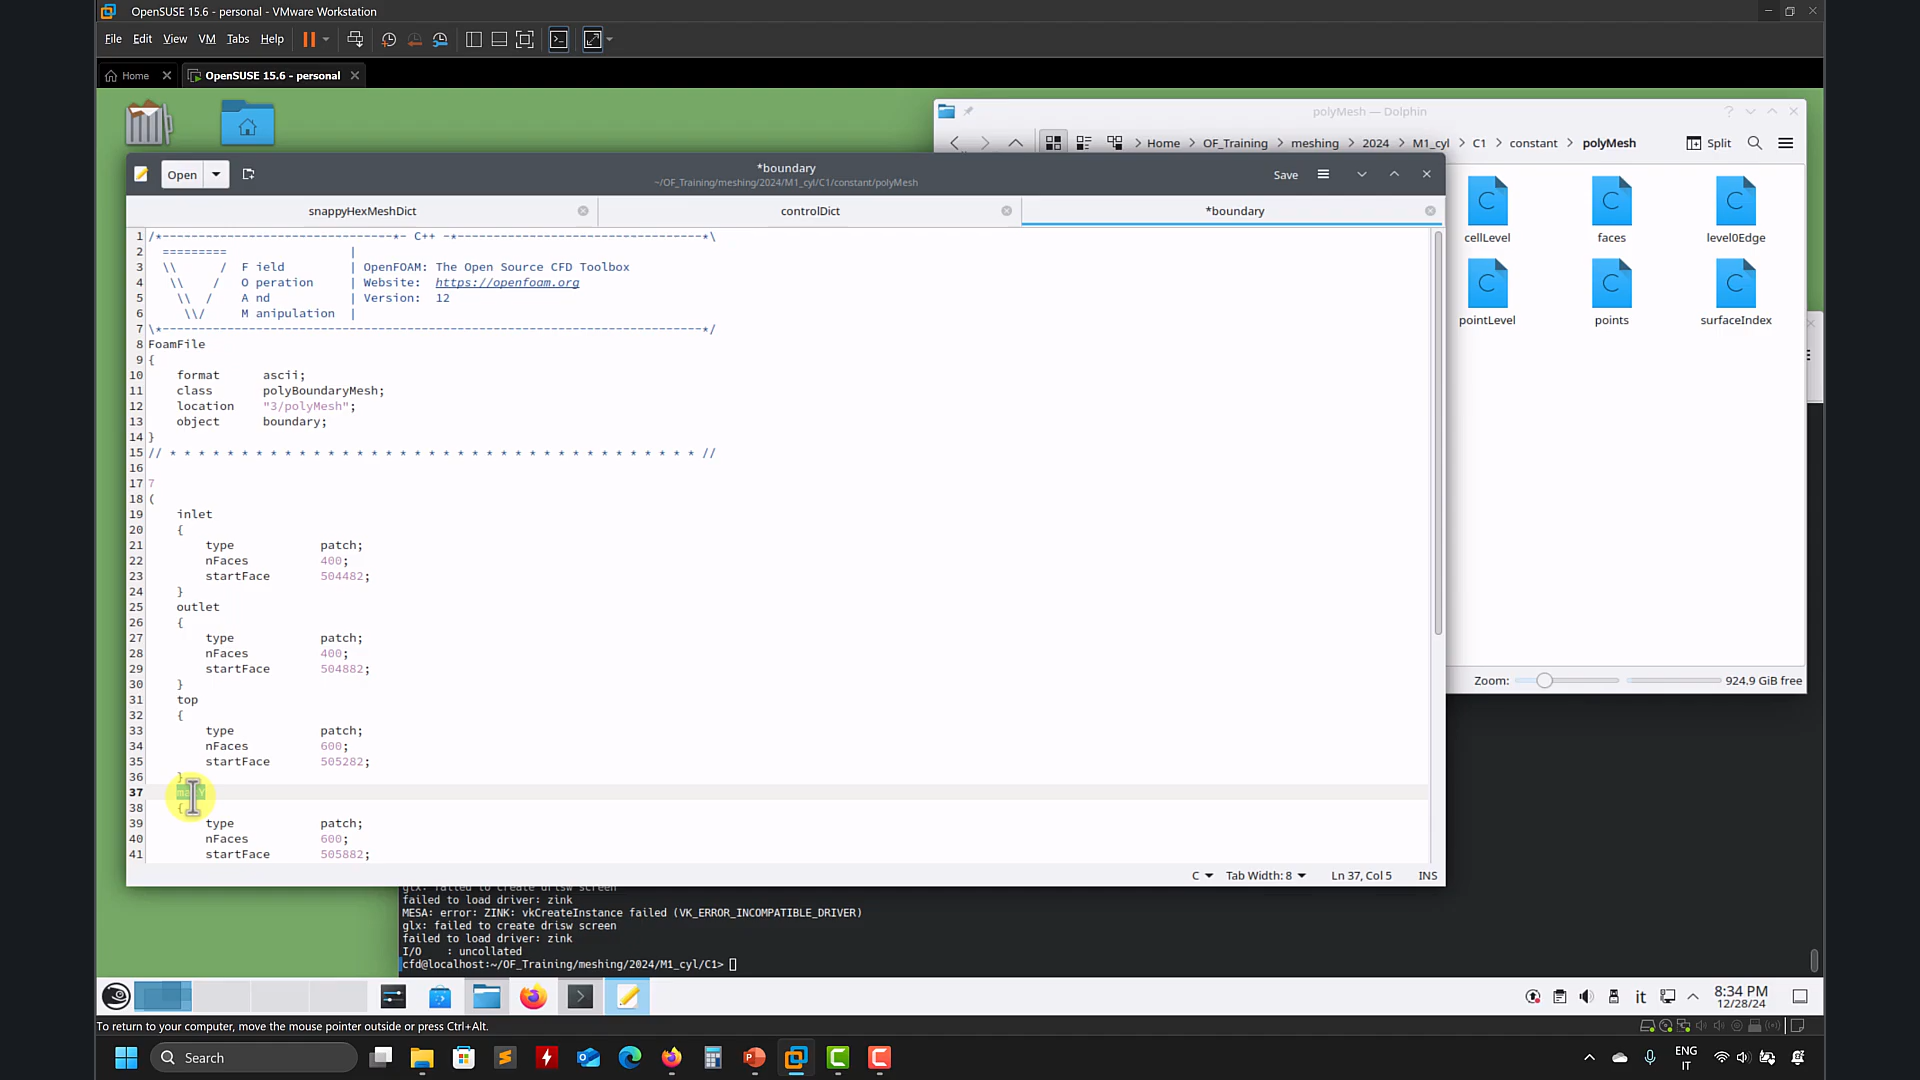 OpenSUSE 15.6 - personal - VMware Workstation
File Edit View VM Tabs Help
Home OpenSUSE 15.6 - personal
polyMesh — Dolphin
Home OF_Training meshing 2024 M1_cyl C1 constant polyMesh Split
Open *boundary Save
~/OF_Training/meshing/2024/M1_cyl/C1/constant/polyMesh
snappyHexMeshDict controlDict *boundary
cellLevel faces level0Edge
pointLevel points surfaceIndex
Zoom: 924.9 GiB free
1 /*--------------------------------*- C++ -*----------------------------------*\
2 ========= |
3 \\ / F ield | OpenFOAM: The Open Source CFD Toolbox
4 \\ / O peration | Website: https://openfoam.org
5 \\ / A nd | Version: 12
6 \\/ M anipulation |
7 \*---------------------------------------------------------------------------*/
8 FoamFile
9 {
10 format ascii;
11 class polyBoundaryMesh;
12 location "3/polyMesh";
13 object boundary;
14 }
15 // * * * * * * * * * * * * * * * * * * * * * * * * * * * * * * * * * * * * * //
16
17 7
18 (
19 inlet
20 {
21 type patch;
22 nFaces 400;
23 startFace 504482;
24 }
25 outlet
26 {
27 type patch;
28 nFaces 400;
29 startFace 504882;
30 }
31 top
32 {
33 type patch;
34 nFaces 600;
35 startFace 505282;
36 }
37
38 {
39 type patch;
40 nFaces 600;
41 startFace 505882;
C Tab Width: 8 Ln 37, Col 5 INS
glx: failed to create drisw screen
failed to load driver: zink
MESA: error: ZINK: vkCreateInstance failed (VK_ERROR_INCOMPATIBLE_DRIVER)
glx: failed to create drisw screen
failed to load driver: zink
I/O : uncollated
cfd@localhost:~/OF_Training/meshing/2024/M1_cyl/C1>
it 8:34 PM
12/28/24
To return to your computer, move the mouse pointer outside or press Ctrl+Alt.
Search
ENG
IT